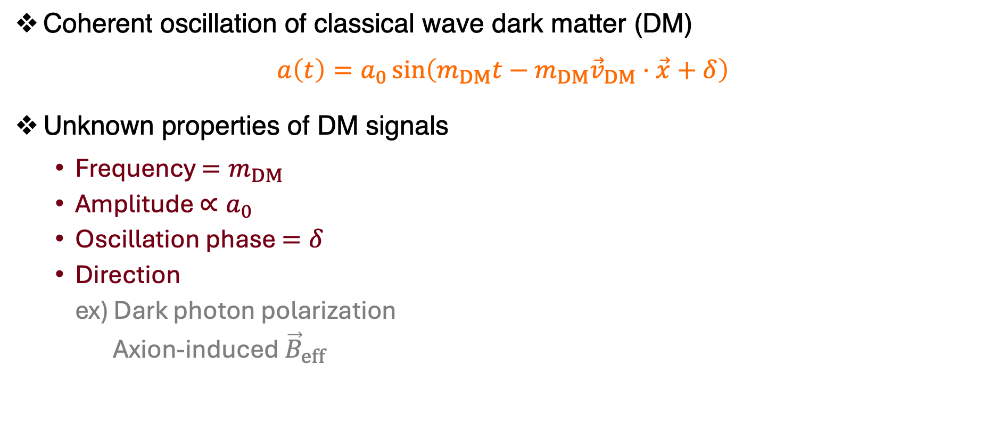 ❖ Coherent oscillation of classical wave dark matter (DM)
a(t) = a₀ sin(m_DM t − m_DM v⃗_DM · x⃗ + δ)
❖ Unknown properties of DM signals
• Frequency = m_DM
• Amplitude ∝ a₀
• Oscillation phase = δ
• Direction
ex) Dark photon polarization
Axion-induced B⃗_eff